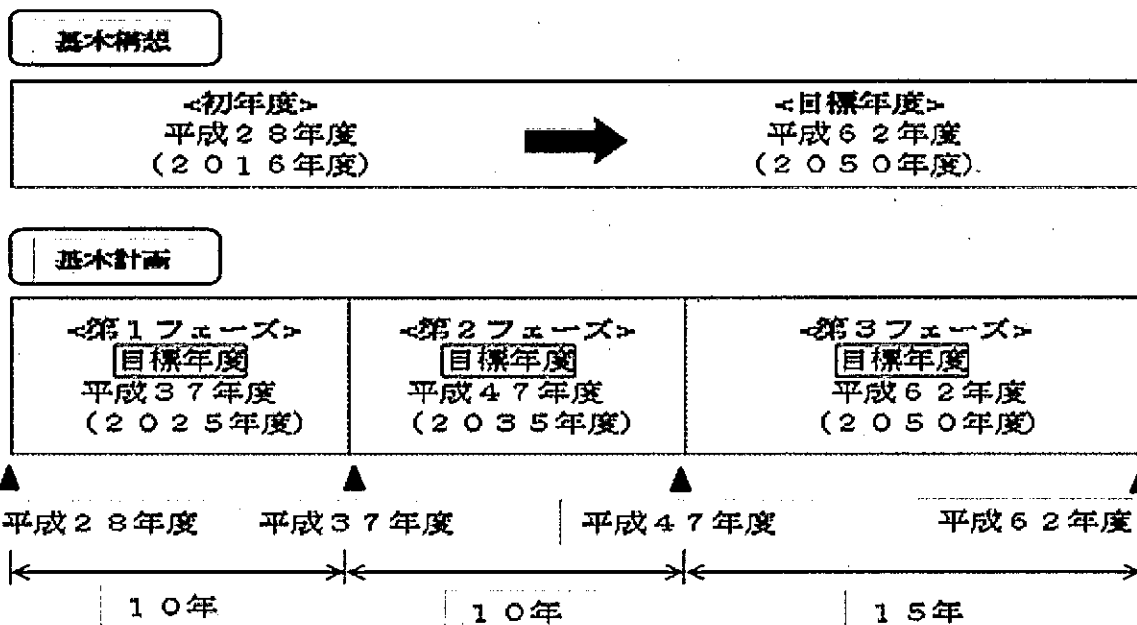 基本構想
<初年度>
平成28年度
(2016年度)
<目標年度>
平成62年度
(2050年度)
基本計画
<第1フェーズ>
目標年度
平成37年度
(2025年度)
<第2フェーズ>
目標年度
平成47年度
(2035年度)
<第3フェーズ>
目標年度
平成62年度
(2050年度)
平成28年度 平成37年度 平成47年度 平成62年度
10年 10年 15年